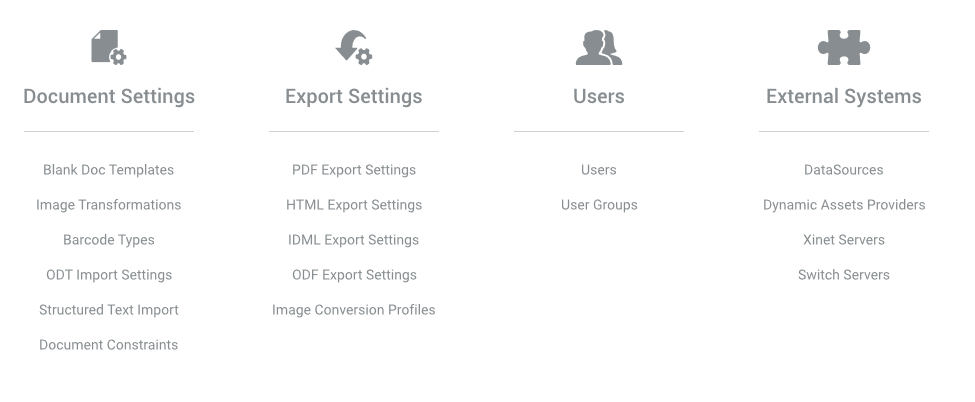 Document Settings
Blank Doc Templates
Image Transformations
Barcode Types
ODT Import Settings
Structured Text Import
Document Constraints
Export Settings
PDF Export Settings
HTML Export Settings
IDML Export Settings
ODF Export Settings
Image Conversion Profiles
Users
Users
User Groups
External Systems
DataSources
Dynamic Assets Providers
Xinet Servers
Switch Servers